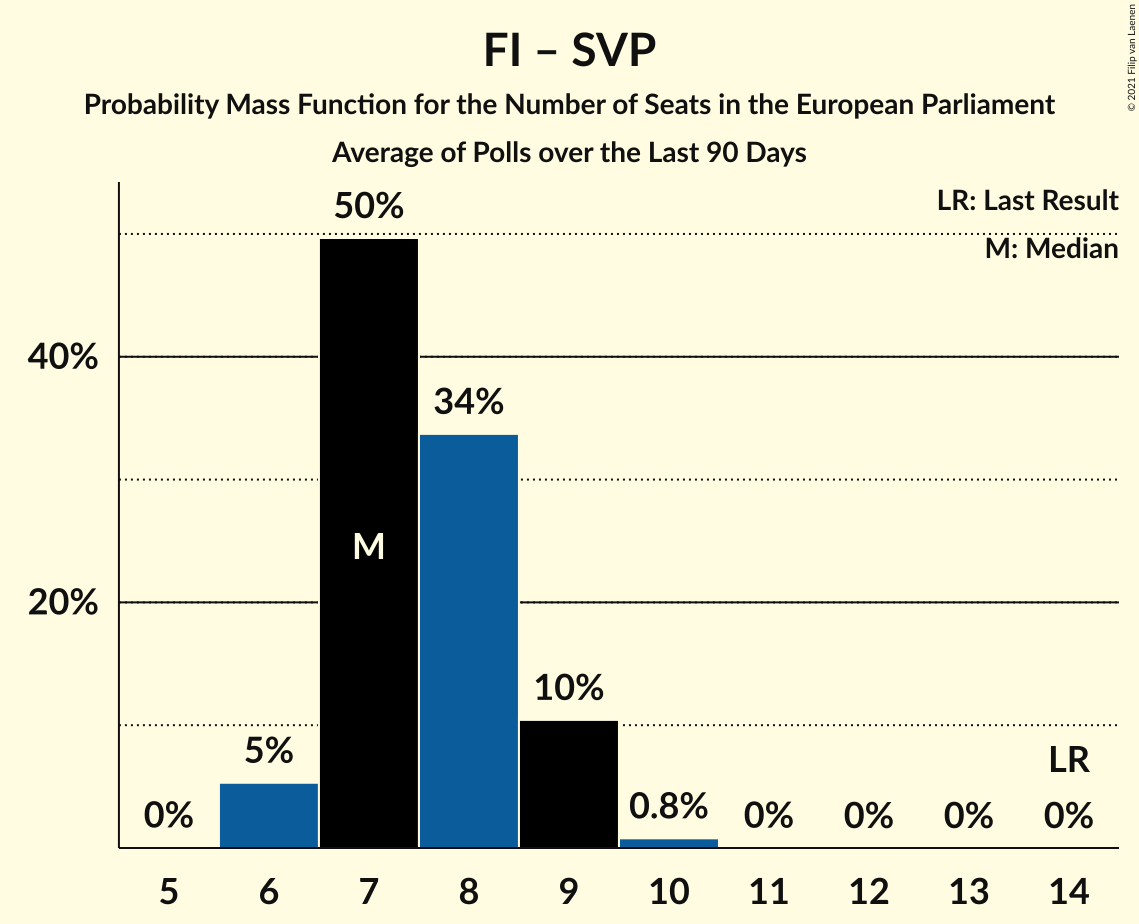 FI – SVP
Probability Mass Function for the Number of Seats in the European Parliament
Average of Polls over the Last 90 Days
© 2021 Filip van Laenen
LR: Last Result
M: Median
40%
20%
0%
5%
50%
M
34%
10%
0.8%
0%
0%
0%
LR
0%
5 6 7 8 9 10 11 12 13 14